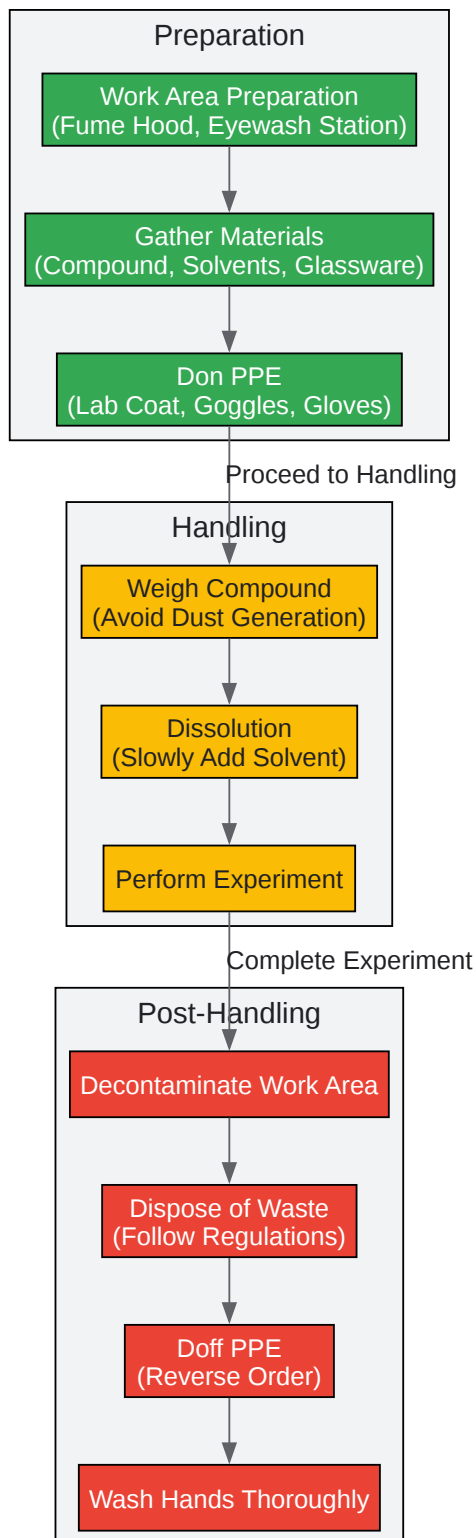 Preparation
Work Area Preparation
(Fume Hood, Eyewash Station)
Gather Materials
(Compound, Solvents, Glassware)
Don PPE
(Lab Coat, Goggles, Gloves)
Proceed to Handling
Handling
Weigh Compound
(Avoid Dust Generation)
Dissolution
(Slowly Add Solvent)
Perform Experiment
Complete Experiment
Post-Handling
Decontaminate Work Area
Dispose of Waste
(Follow Regulations)
Doff PPE
(Reverse Order)
Wash Hands Thoroughly